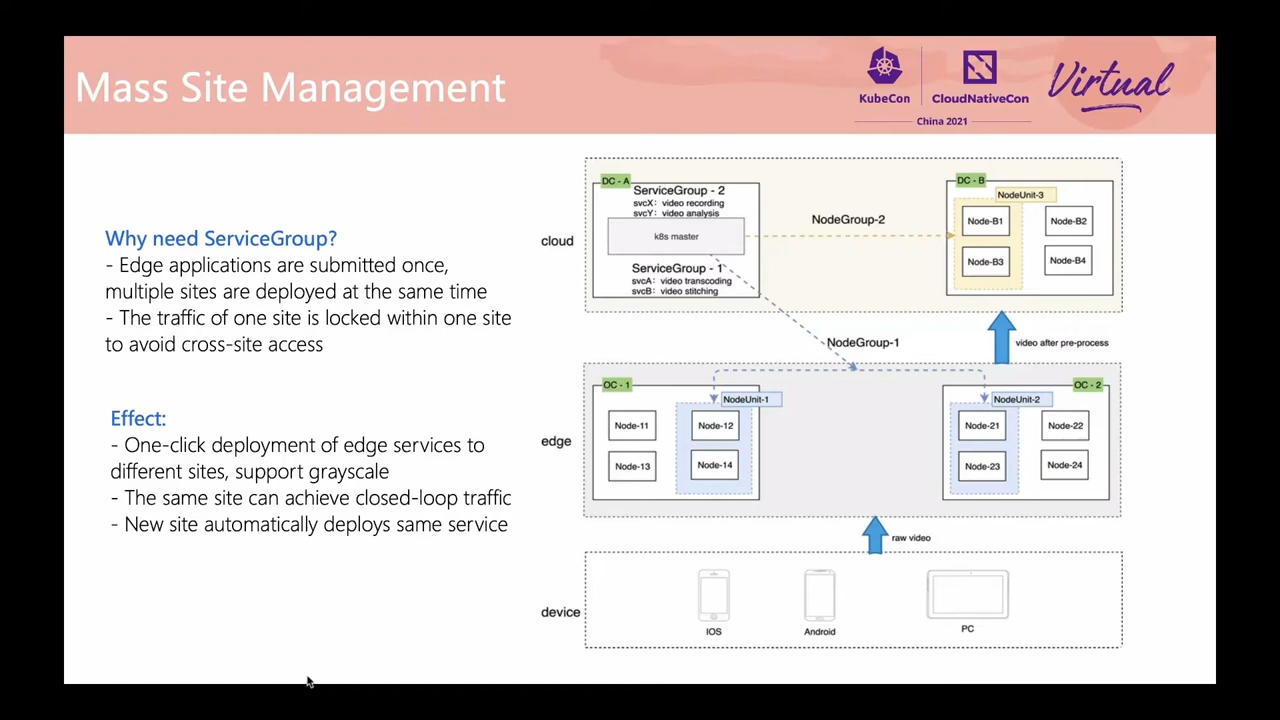 Mass Site Management
KubeCon
CloudNativeCon
China 2021
Virtual
Why need ServiceGroup?
- Edge applications are submitted once,
multiple sites are deployed at the same time
- The traffic of one site is locked within one site
to avoid cross-site access
Effect:
- One-click deployment of edge services to
different sites, support grayscale
- The same site can achieve closed-loop traffic
- New site automatically deploys same service
cloud
DC - A
ServiceGroup - 2
svcX: video recording
svcY: video analysis
k8s master
ServiceGroup - 1
svcA: video transcoding
svcB: video stitching
NodeGroup-2
DC - B
NodeUnit-3
Node-B1
Node-B2
Node-B3
Node-B4
NodeGroup-1
video after pre-process
edge
OC - 1
NodeUnit-1
Node-11
Node-12
Node-13
Node-14
OC - 2
NodeUnit-2
Node-21
Node-22
Node-23
Node-24
raw video
device
IOS
Android
PC